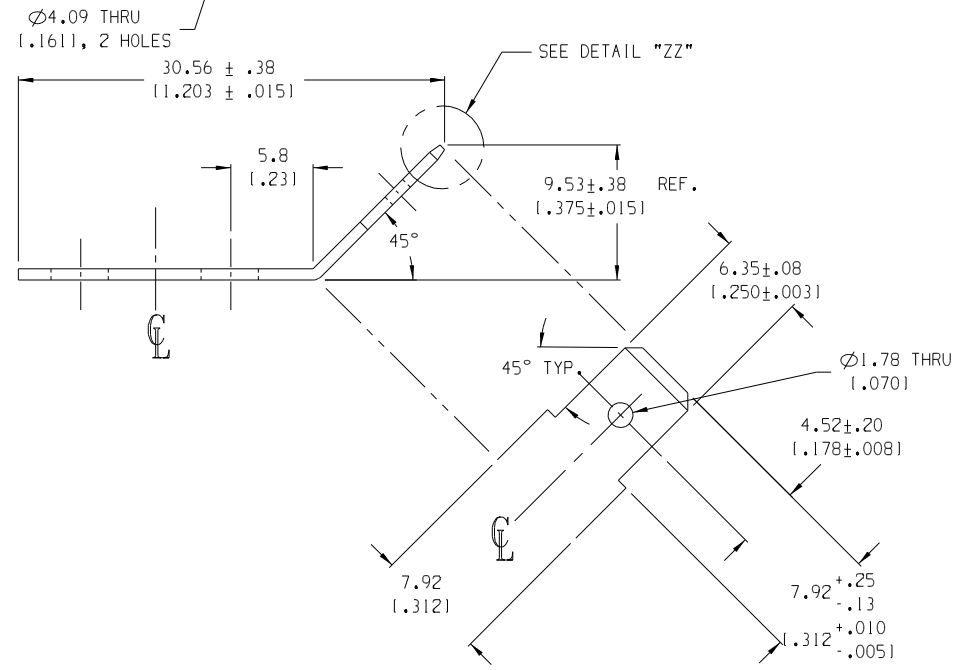 Ø4.09 THRU
[.161], 2 HOLES
30.56 ± .38
[1.203 ± .015]
SEE DETAIL "ZZ"
5.8
[.23]
9.53±.38 REF.
[.375±.015]
45°
6.35±.08
[.250±.003]
℄
45° TYP.
Ø1.78 THRU
[.070]
4.52±.20
[.178±.008]
℄
7.92
[.312]
7.92 +.25
-.13
[.312 +.010
-.005]